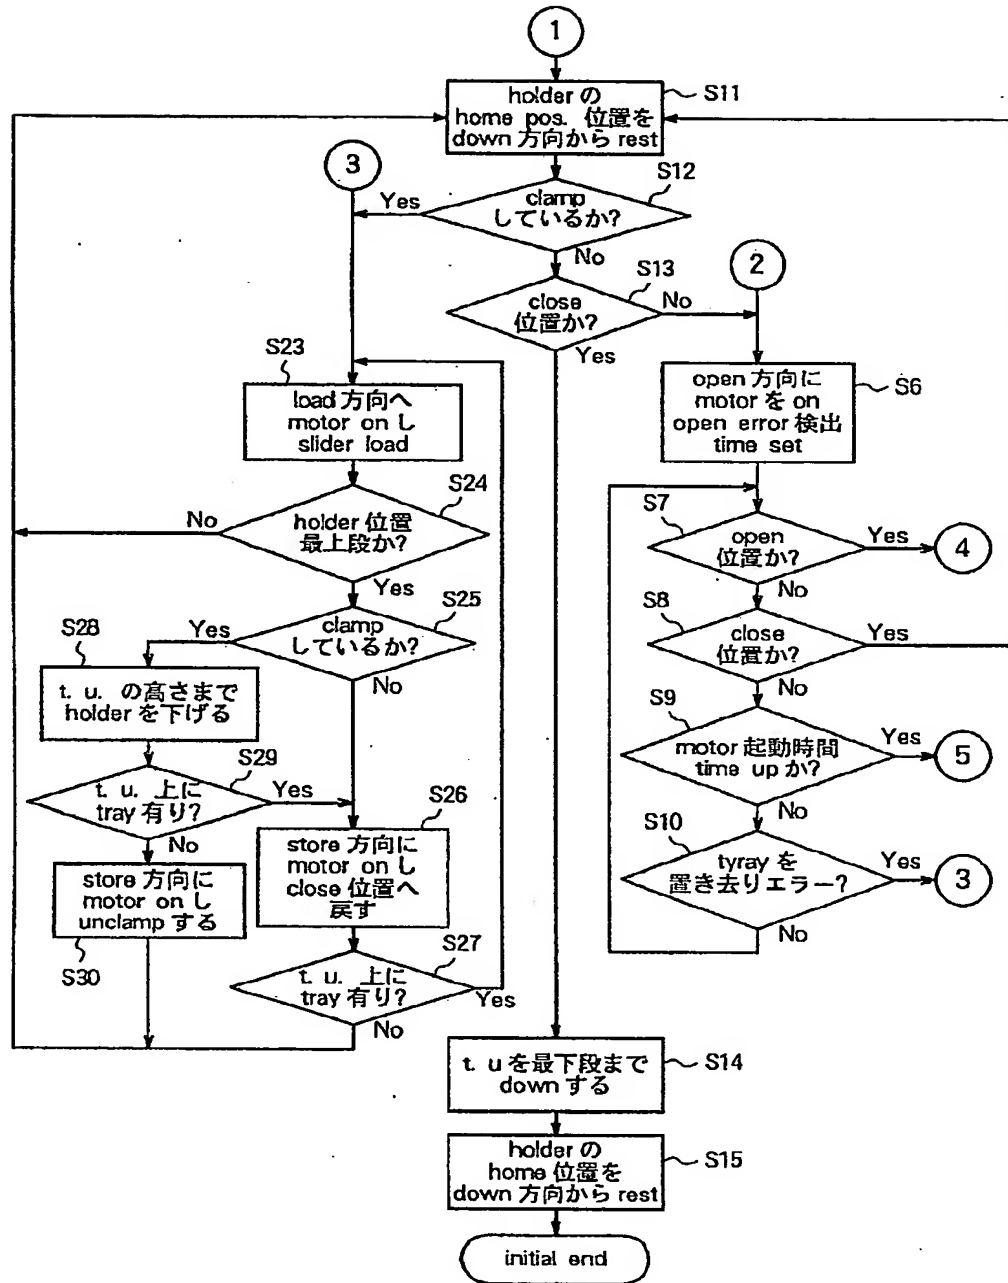 1
holder の
home pos. 位置を
down 方向から rest
S11
3
S12
clamp
しているか?
Yes
No
2
S13
close
位置か?
No
Yes
S23
load 方向へ
motor on し
slider load
S6
open 方向に
motor を on
open error 検出
time set
S24
holder 位置
最上段か?
No
Yes
S7
open
位置か?
Yes
No
4
S25
clamp
しているか?
Yes
No
S8
close
位置か?
Yes
No
S28
t. u. の高さまで
holder を下げる
S9
motor 起動時間
time up か?
Yes
No
5
S29
t. u. 上に
tray 有り?
Yes
No
S26
store 方向に
motor on し
close 位置へ
戻す
S10
tyray を
置き去りエラー?
Yes
No
3
store 方向に
motor on し
unclamp する
S30
S27
t. u. 上に
tray 有り?
Yes
No
t. u を最下段まで
down する
S14
holder の
home 位置を
down 方向から rest
S15
initial end